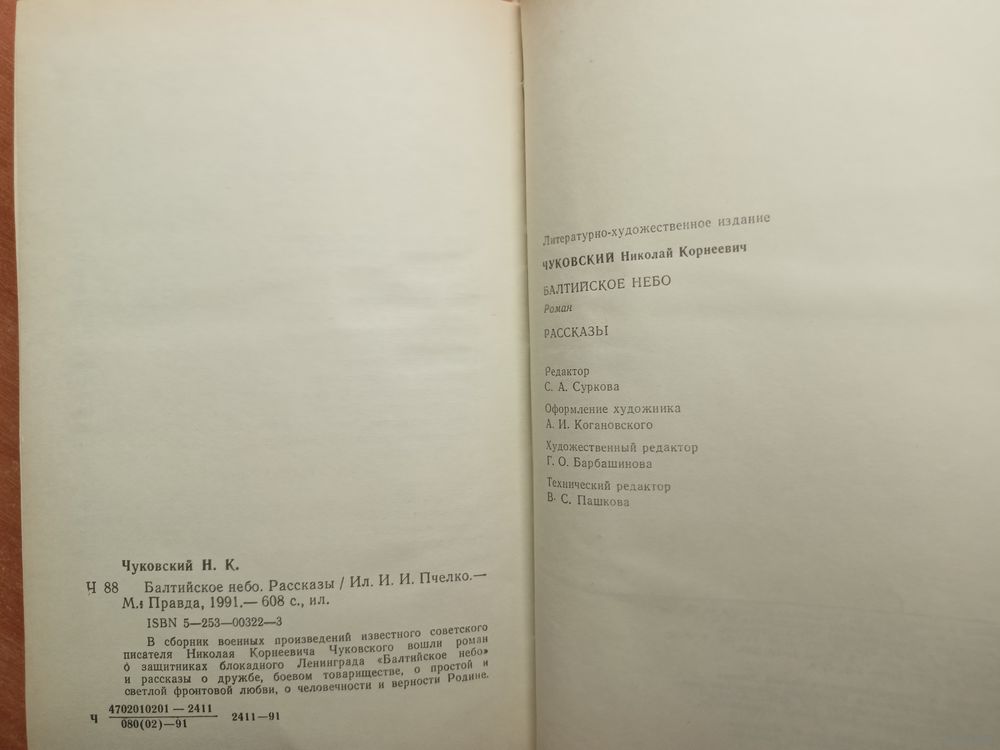 Чуковский Н. К.
Ч 88 Балтийское небо. Рассказы / Ил. И. И. Пчелко.—
М.: Правда, 1991.— 608 с., ил.
ISBN 5—253—00322—3
В сборник военных произведений известного советского
писателя Николая Корнеевича Чуковского вошли роман
о защитниках блокадного Ленинграда «Балтийское небо»
и рассказы о дружбе, боевом товариществе, о простой и
светлой фронтовой любви, о человечности и верности Родине.
4702010201 — 2411
Ч 2411—91
080(02)—91
Литературно-художественное издание
ЧУКОВСКИЙ Николай Корнеевич
БАЛТИЙСКОЕ НЕБО
Роман
РАССКАЗЫ
Редактор
С. А. Суркова
Оформление художника
А. И. Когановского
Художественный редактор
Г. О. Барбашинова
Технический редактор
В. С. Пашкова